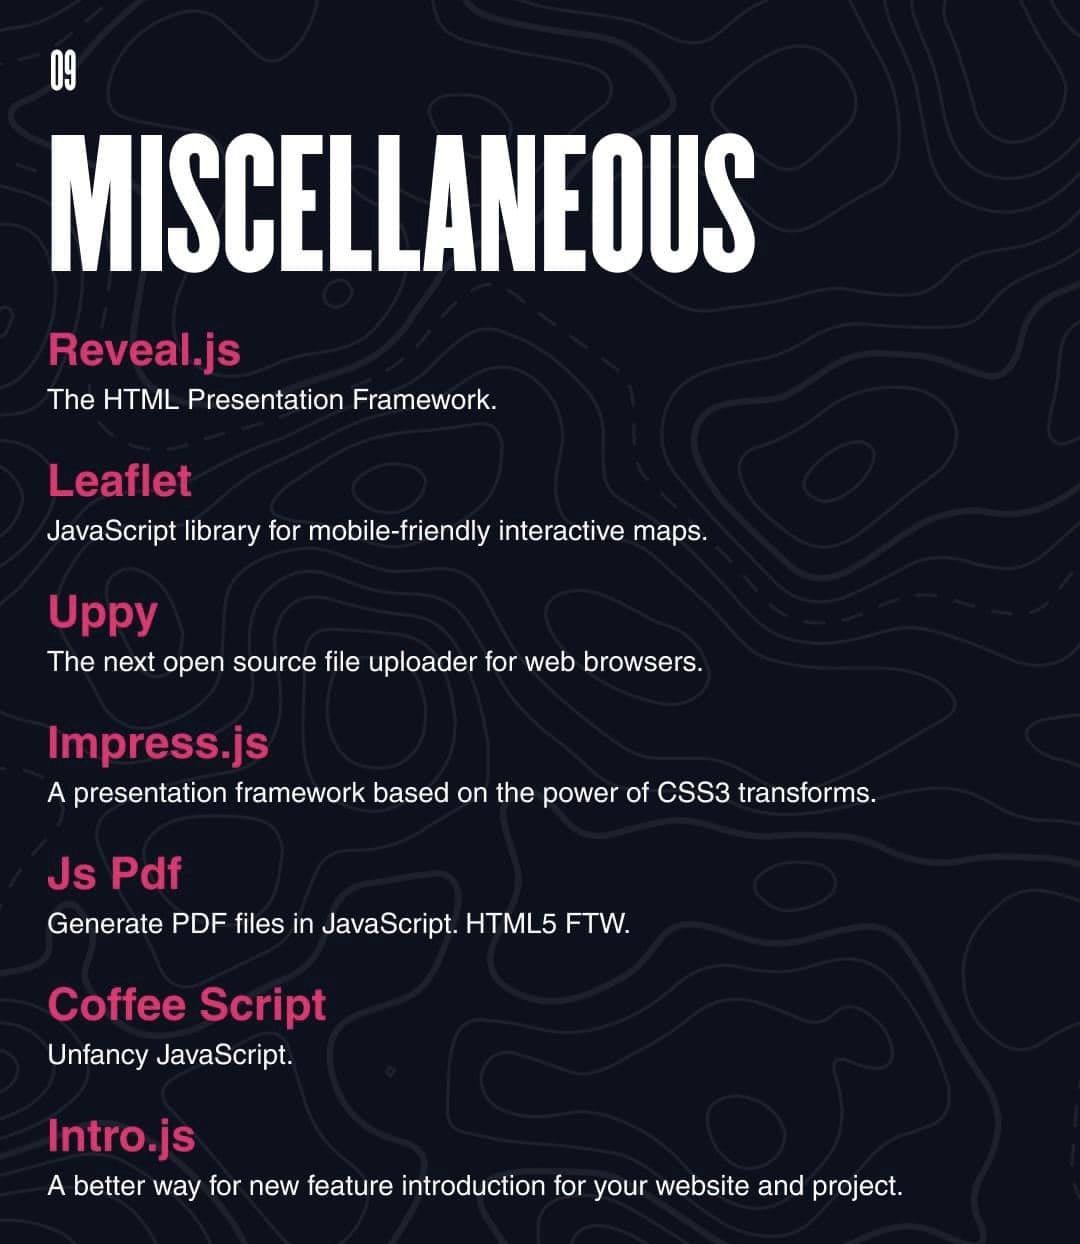 09
MISCELLANEOUS
Reveal.js
The HTML Presentation Framework.
Leaflet
JavaScript library for mobile-friendly interactive maps.
Uppy
The next open source file uploader for web browsers.
Impress.js
A presentation framework based on the power of CSS3 transforms.
Js Pdf
Generate PDF files in JavaScript. HTML5 FTW.
Coffee Script
Unfancy JavaScript.
Intro.js
A better way for new feature introduction for your website and project.